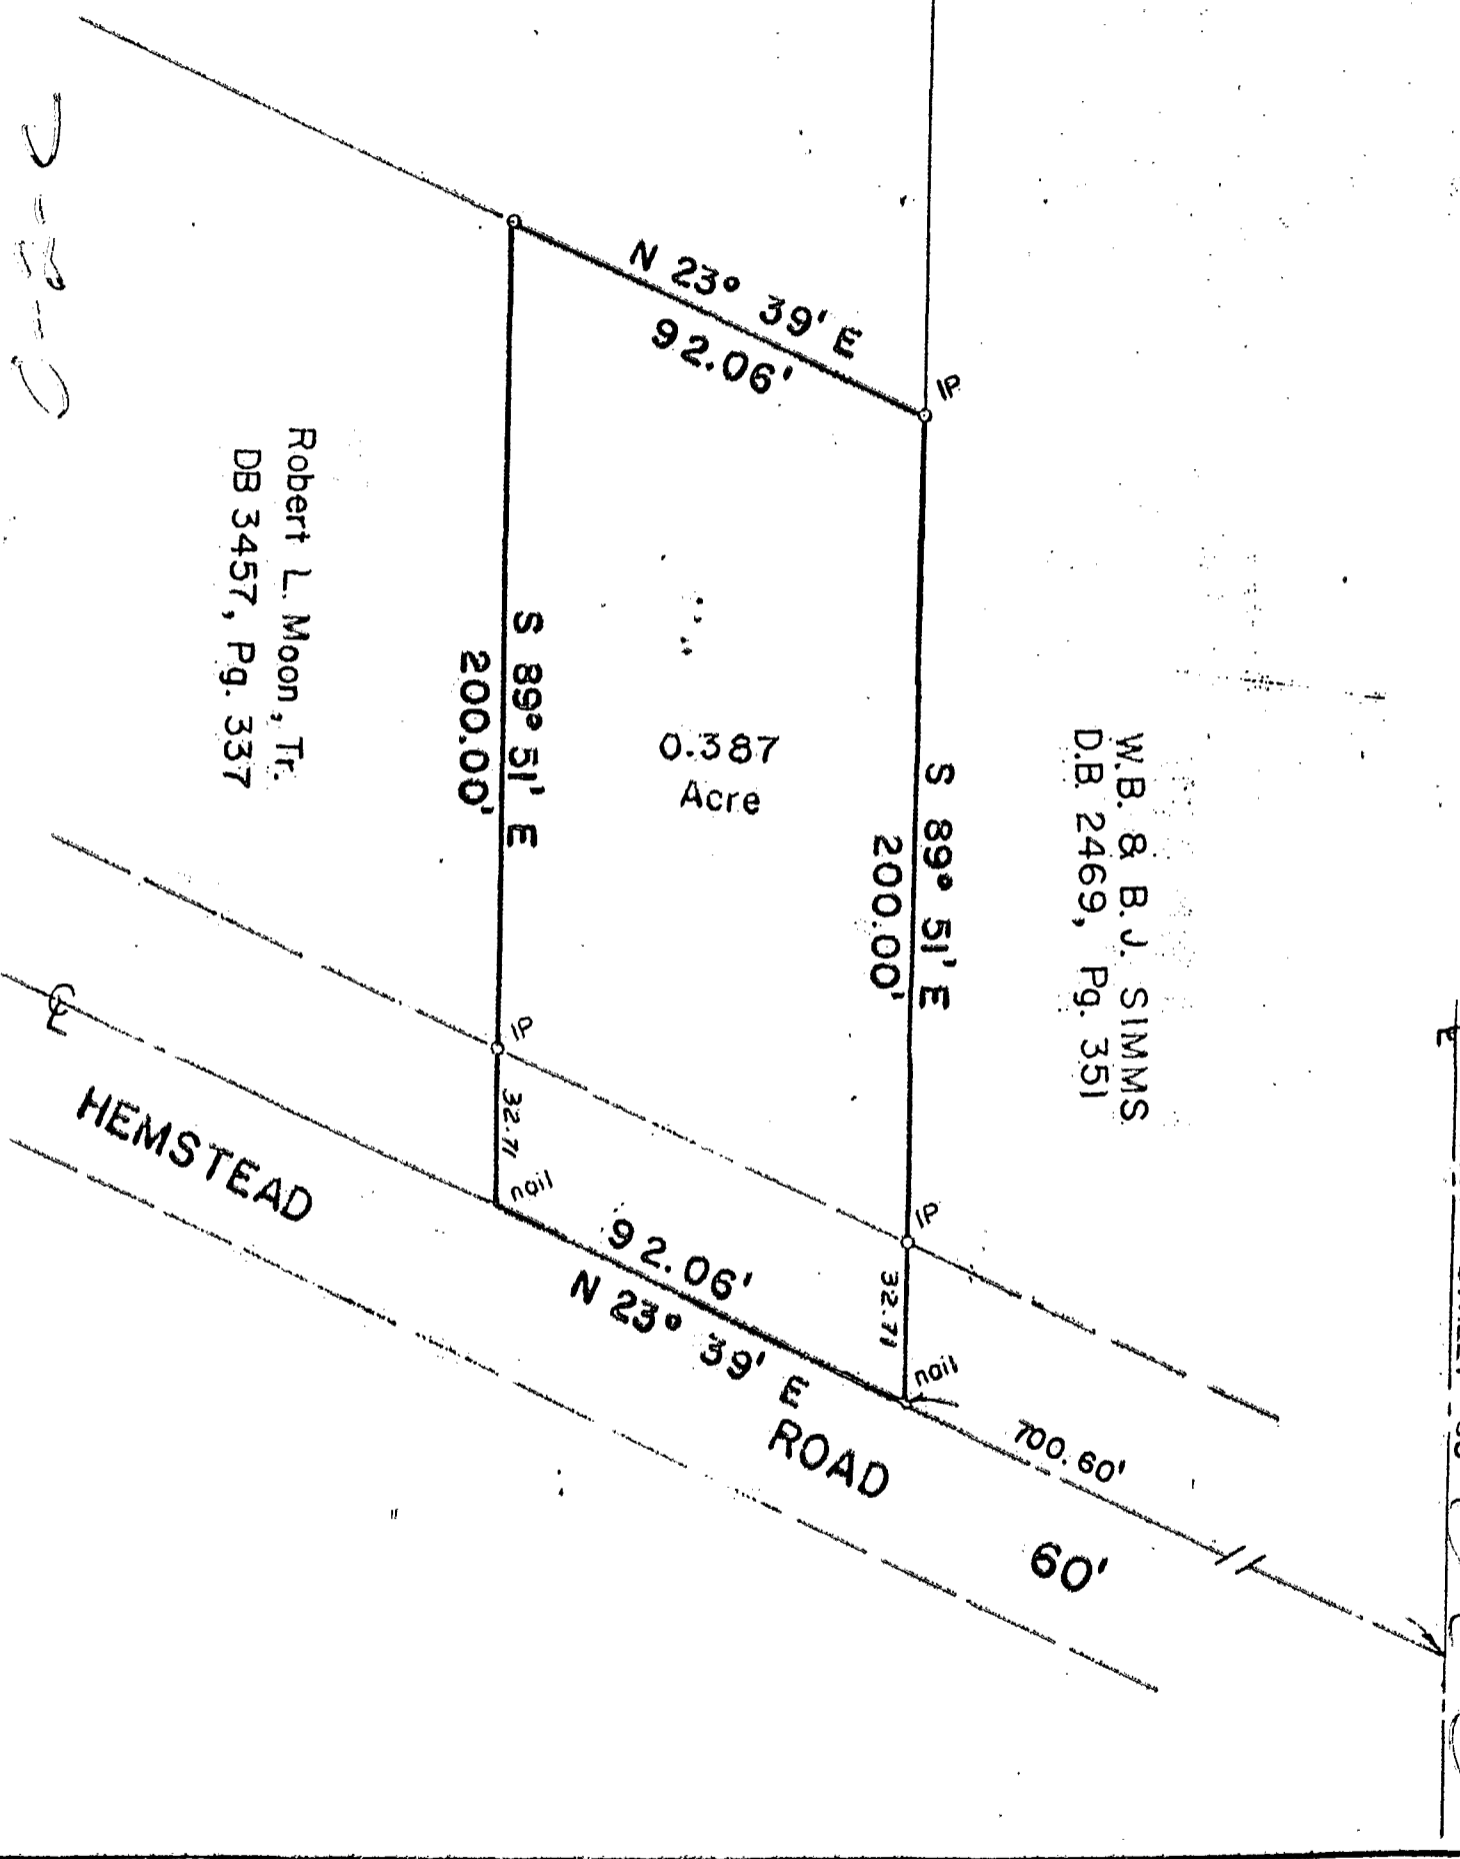 N 23° 39' E
92.06'
IP
S 89° 51' E
200.00'
S 89° 51' E
200.00'
0.387
Acre
Robert L. Moon, Tr.
DB 3457, Pg. 337
W.B. & B.J. SIMMS
D.B. 2469, Pg. 351
IP
32.71
nail
IP
32.71
nail
92.06'
N 23° 39' E
700.60'
HEMSTEAD
ROAD
60'